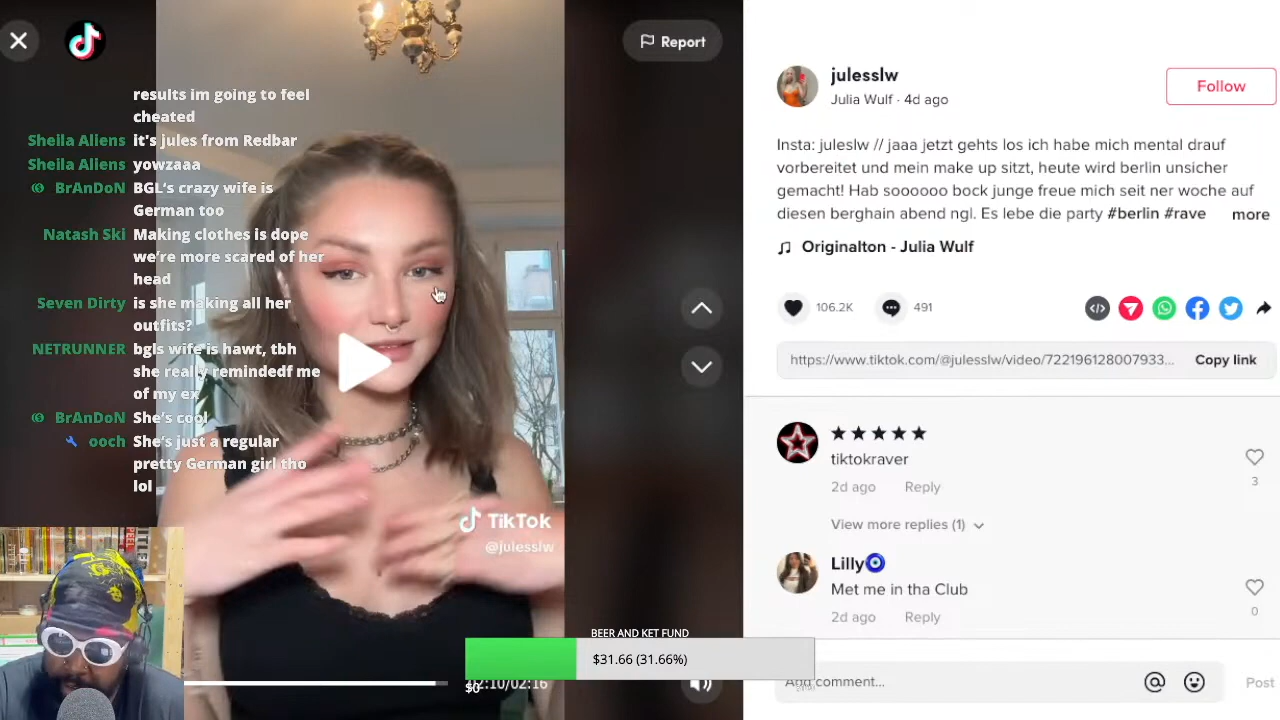 Report
results im going to feel
cheated
Sheila Aliens it's jules from Redbar
Sheila Aliens yowzaaa
BrAnDoN BGL's crazy wife is
German too
Natash Ski Making clothes is dope
we're more scared of her
head
Seven Dirty is she making all her
outfits?
NETRUNNER bgls wife is hawt, tbh
she really remindedf me
of my ex
BrAnDoN She's cool
ooch She's just a regular
pretty German girl tho
lol
TikTok
@julesslw
BEER AND KET FUND
$31.66 (31.66%)
$0
02:10/02:16
julesslw
Julia Wulf · 4d ago
Follow
Insta: juleslw // jaaa jetzt gehts los ich habe mich mental drauf
vorbereitet und mein make up sitzt, heute wird berlin unsicher
gemacht! Hab soooooo bock junge freue mich seit ner woche auf
diesen berghain abend ngl. Es lebe die party #berlin #rave more
Originalton - Julia Wulf
106.2K 491
https://www.tiktok.com/@julesslw/video/722196128007933... Copy link
★ ★ ★ ★ ★
tiktokraver
2d ago Reply
3
View more replies (1)
Lilly
Met me in tha Club
2d ago Reply
0
Add comment...
Post